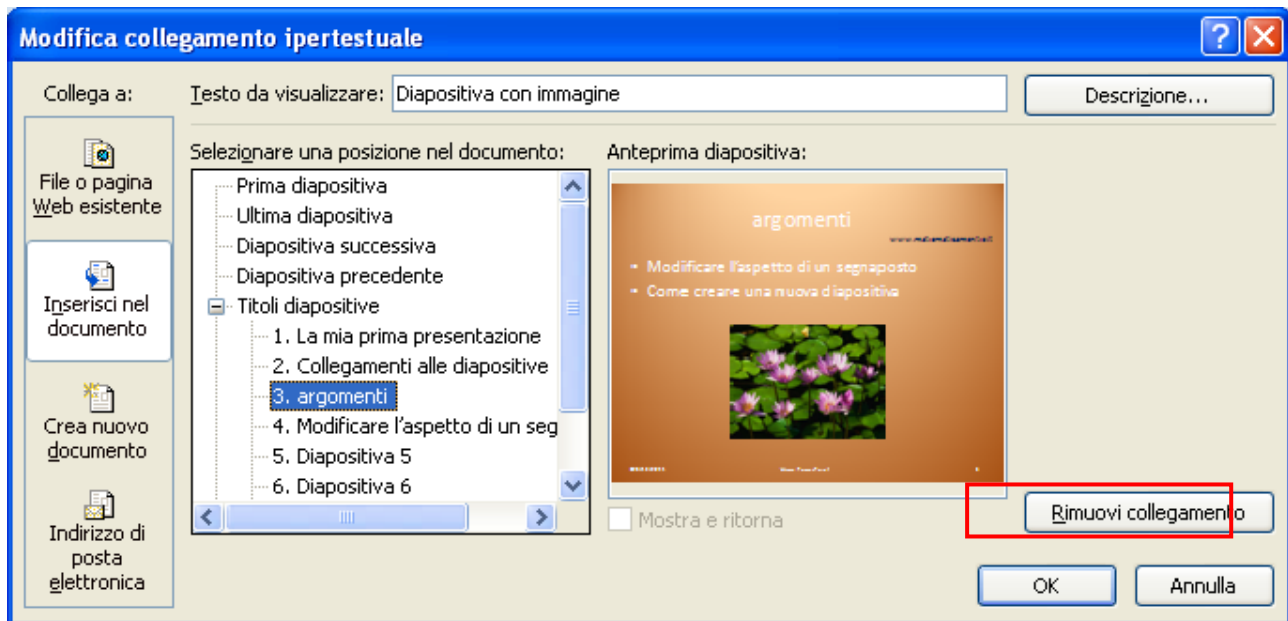 Modifica collegamento ipertestuale
Collega a:
Testo da visualizzare: Diapositiva con immagine
Descrizione...
File o pagina
Web esistente
Inserisci nel
documento
Crea nuovo
documento
Indirizzo di
posta
elettronica
Selezionare una posizione nel documento:
Prima diapositiva
Ultima diapositiva
Diapositiva successiva
Diapositiva precedente
Titoli diapositive
1. La mia prima presentazione
2. Collegamenti alle diapositive
3. argomenti
4. Modificare l'aspetto di un seg
5. Diapositiva 5
6. Diapositiva 6
Anteprima diapositiva:
argomenti
Modificare l'aspetto di un segnaposto
Come creare una nuova diapositiva
Mostra e ritorna
Rimuovi collegamento
OK
Annulla